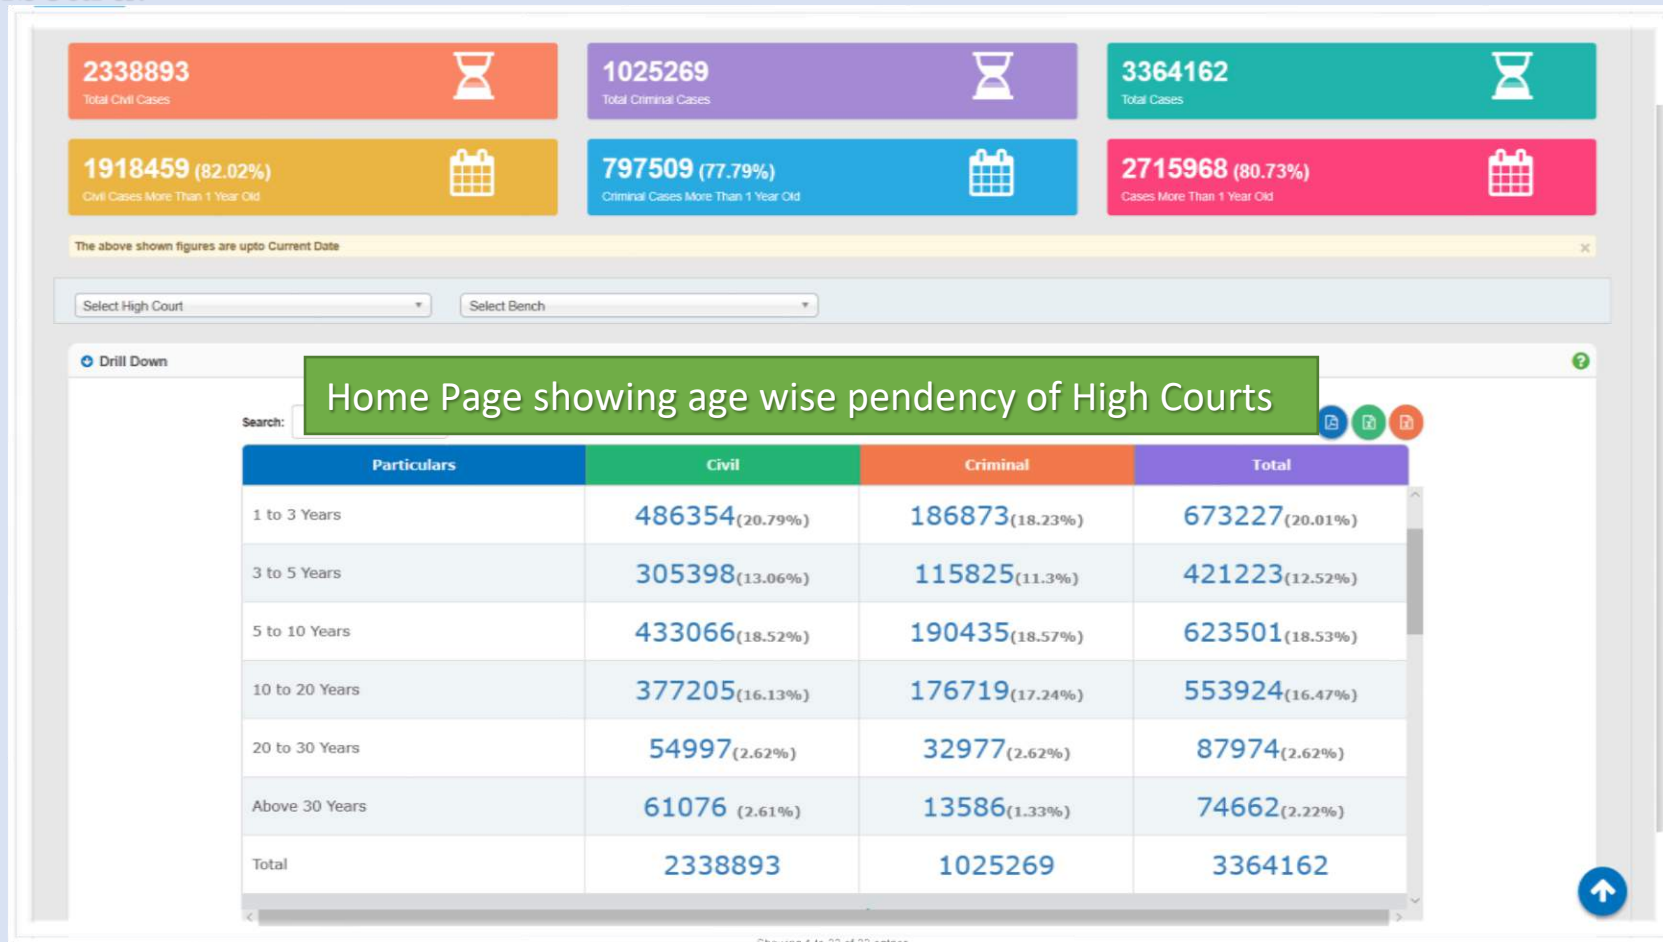 2338893
Total Civil Cases
1025269
Total Criminal Cases
3364162
Total Cases
1918459 (82.02%)
Civil Cases More Than 1 Year Old
797509 (77.79%)
Criminal Cases More Than 1 Year Old
2715968 (80.73%)
Cases More Than 1 Year Old
The above shown figures are upto Current Date
Select High Court
Select Bench
Drill Down
Home Page showing age wise pendency of High Courts
Search:
Particulars Civil Criminal Total
1 to 3 Years 486354(20.79%) 186873(18.23%) 673227(20.01%)
3 to 5 Years 305398(13.06%) 115825(11.3%) 421223(12.52%)
5 to 10 Years 433066(18.52%) 190435(18.57%) 623501(18.53%)
10 to 20 Years 377205(16.13%) 176719(17.24%) 553924(16.47%)
20 to 30 Years 54997(2.62%) 32977(2.62%) 87974(2.62%)
Above 30 Years 61076 (2.61%) 13586(1.33%) 74662(2.22%)
Total 2338893 1025269 3364162